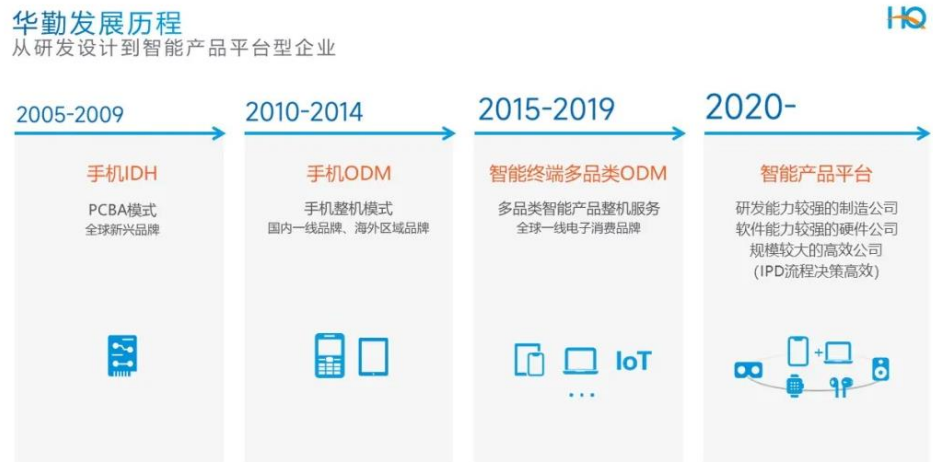 华勤发展历程
HQ
从研发设计到智能产品平台型企业
2005-2009
手机IDH
PCBA模式
全球新兴品牌
2010-2014
手机ODM
手机整机模式
国内一线品牌、海外区域品牌
2015-2019
智能终端多品类ODM
多品类智能产品整机服务
全球一线电子消费品牌
IoT
...
2020-
智能产品平台
研发能力较强的制造公司
软件能力较强的硬件公司
规模较大的高效公司
(IPD流程决策高效)
+